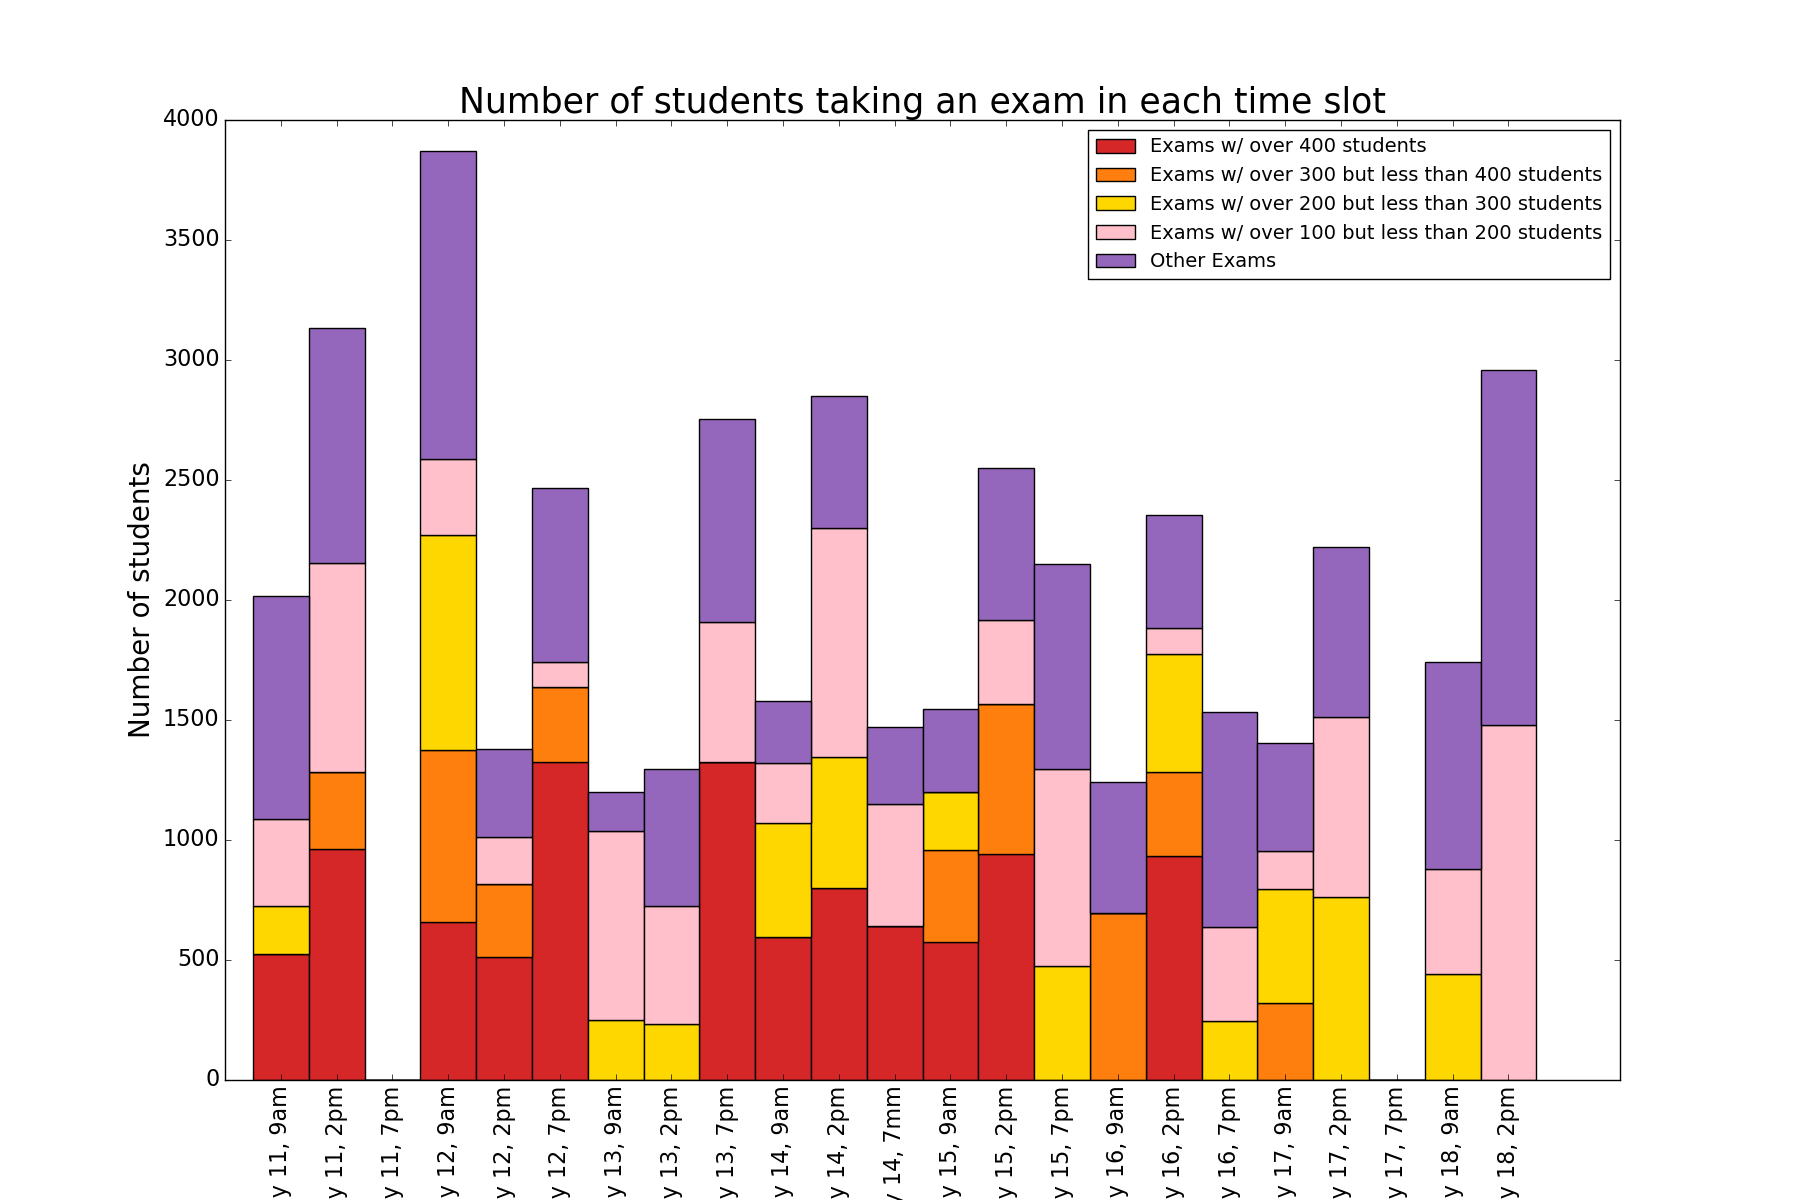 Number of students taking an exam in each time slot
Number of students
4000
3500
3000
2500
2000
1500
1000
500
0
Exams w/ over 400 students
Exams w/ over 300 but less than 400 students
Exams w/ over 200 but less than 300 students
Exams w/ over 100 but less than 200 students
Other Exams
y 11, 9am
y 11, 2pm
y 11, 7pm
y 12, 9am
y 12, 2pm
y 12, 7pm
y 13, 9am
y 13, 2pm
y 13, 7pm
y 14, 9am
y 14, 2pm
y 14, 7mm
y 15, 9am
y 15, 2pm
y 15, 7pm
y 16, 9am
y 16, 2pm
y 16, 7pm
y 17, 9am
y 17, 2pm
y 17, 7pm
y 18, 9am
y 18, 2pm